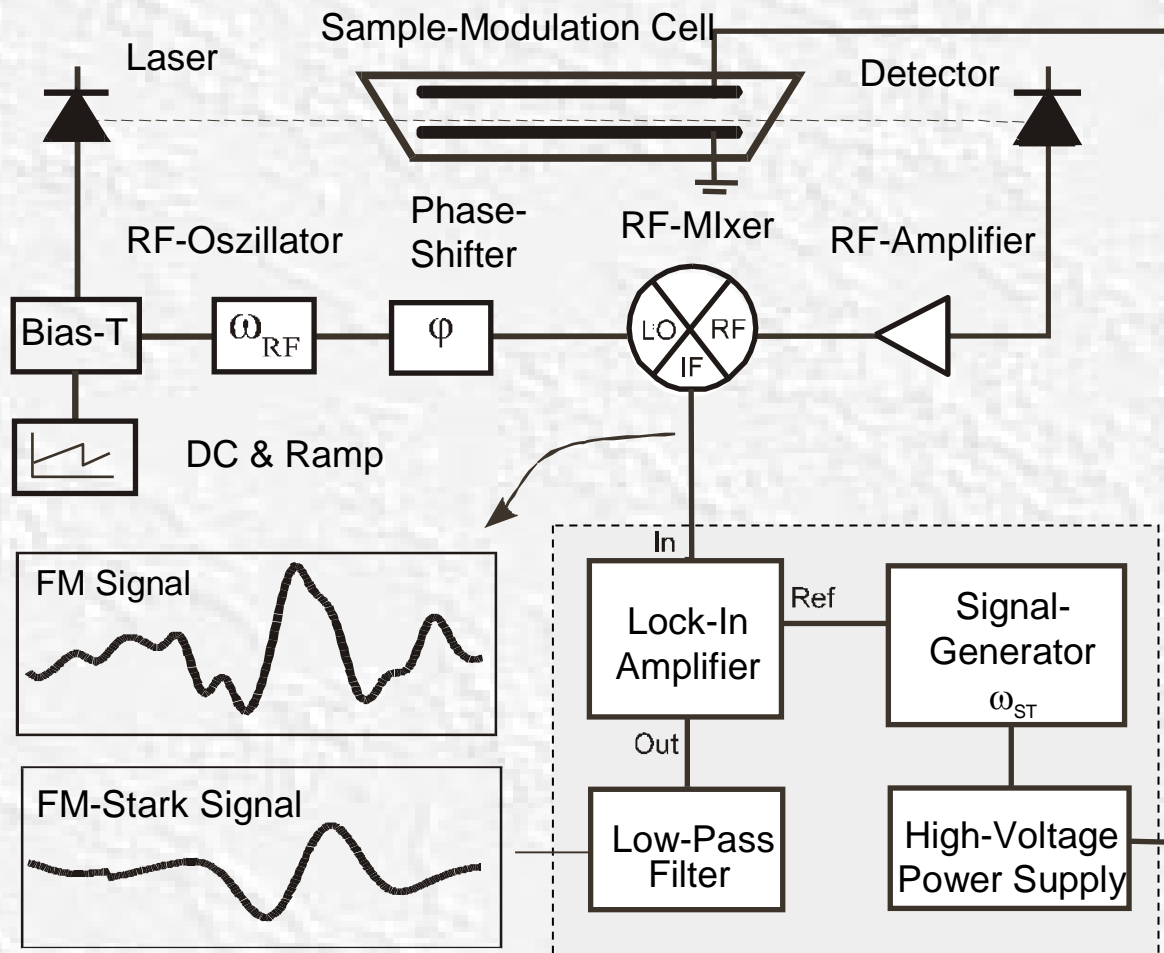 Sample-Modulation Cell
Laser
Detector
Phase-
Shifter
RF-Oszillator
RF-MIxer
RF-Amplifier
Bias-T
ωRF
φ
LO
RF
IF
DC & Ramp
In
FM Signal
Lock-In
Amplifier
Ref
Signal-
Generator
ωST
Out
FM-Stark Signal
Low-Pass
Filter
High-Voltage
Power Supply